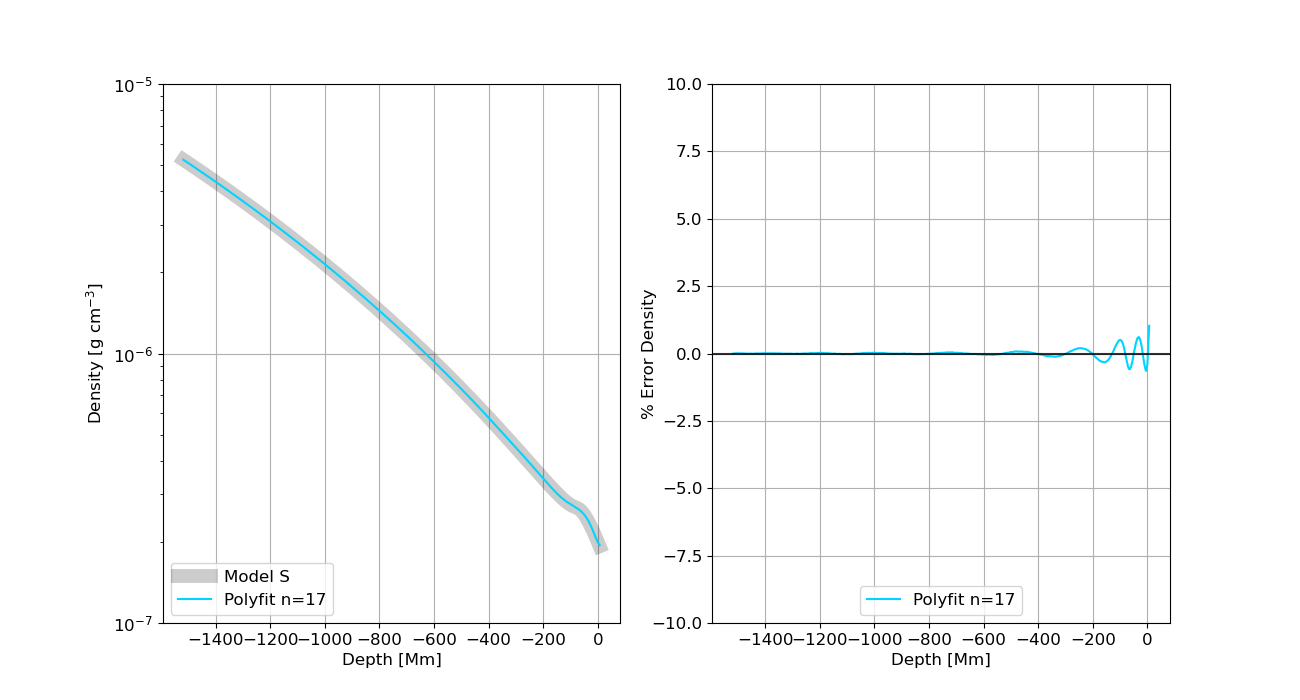 10⁻⁵
10⁻⁶
10⁻⁷
Density [g cm⁻³]
Model S
Polyfit n=17
−1400 −1200 −1000 −800 −600 −400 −200 0
Depth [Mm]
10.0
7.5
5.0
2.5
0.0
−2.5
−5.0
−7.5
−10.0
% Error Density
Polyfit n=17
−1400 −1200 −1000 −800 −600 −400 −200 0
Depth [Mm]